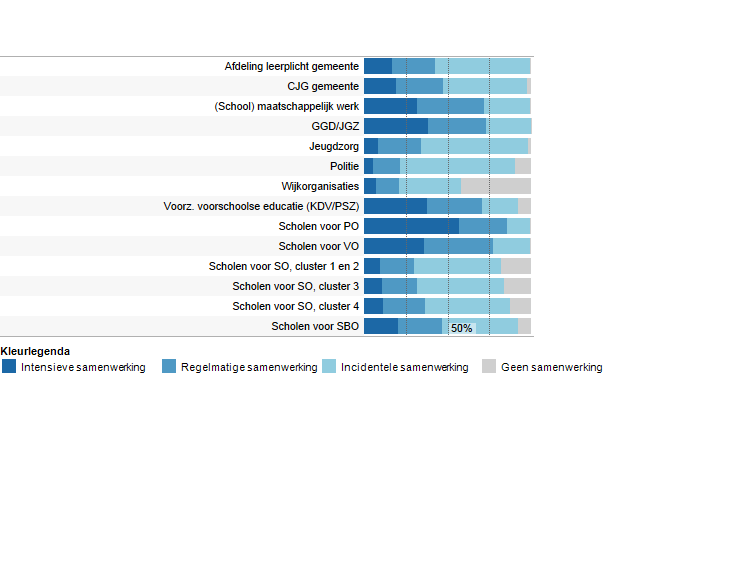 Afdeling leerplicht gemeente
CJG gemeente
(School) maatschappelijk werk
GGD/JGZ
Jeugdzorg
Politie
Wijkorganisaties
Voorz. voorschoolse educatie (KDV/PSZ)
Scholen voor PO
Scholen voor VO
Scholen voor SO, cluster 1 en 2
Scholen voor SO, cluster 3
Scholen voor SO, cluster 4
Scholen voor SBO 50%
Kleurlegenda
Intensieve samenwerking Regelmatige samenwerking Incidentele samenwerking Geen samenwerking